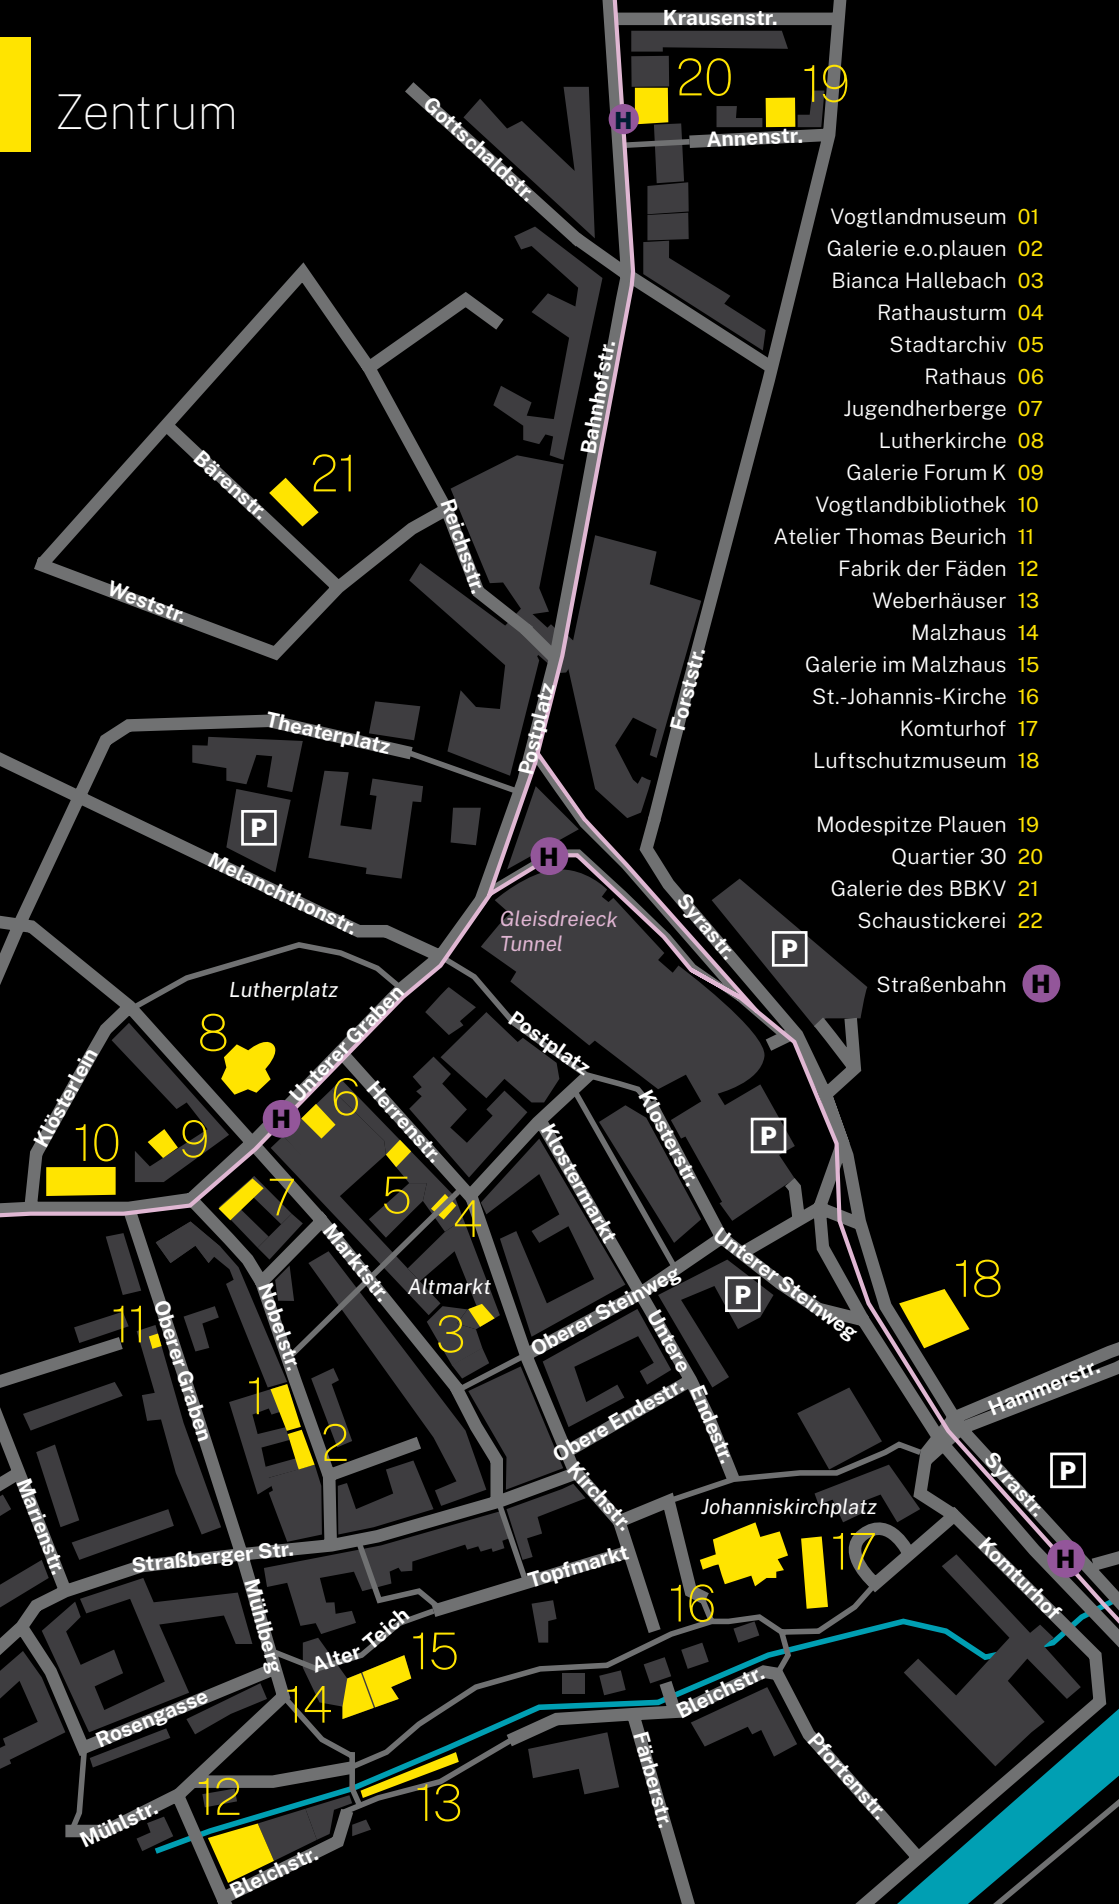 Krausenstr.
20
19
Zentrum
H
Gottschaldstr.
Annenstr.
Vogtlandmuseum 01
Galerie e.o.plauen 02
Bianca Hallebach 03
Rathausturm 04
Stadtarchiv 05
Rathaus 06
Jugendherberge 07
Lutherkirche 08
Galerie Forum K 09
Vogtlandbibliothek 10
Atelier Thomas Beurich 11
Fabrik der Fäden 12
Weberhäuser 13
Malzhaus 14
Galerie im Malzhaus 15
St.-Johannis-Kirche 16
Komturhof 17
Luftschutzmuseum 18
Modespitze Plauen 19
Quartier 30 20
Galerie des BBKV 21
Schaustickerei 22
Straßenbahn H
Bahnhofstr.
21
Bärenstr.
Reichsstr.
Weststr.
Forststr.
Postplatz
Theaterplatz
P
H
Melanchthonstr.
Gleisdreieck
Tunnel
Syrastr.
P
Lutherplatz
Unterer Graben
8
Postplatz
Klösterlein
6
Herrenstr.
Klosterstr.
H
10
9
P
Klostermarkt
5
7
4
Marktstr.
Unterer Steinweg
Altmarkt
18
P
Nobelstr.
Oberer Steinweg
11
Oberer Graben
3
Untere Endestr.
Hammerstr.
1
Obere Endestr.
2
Kirchstr.
Syrastr.
P
Marienstr.
Johanniskirchplatz
Straßberger Str.
17
H
Topfmarkt
Komturhof
Mühlberg
16
Alter Teich
15
14
Rosengasse
Bleichstr.
Färberstr.
Pfortenstr.
12
13
Mühlstr.
Bleichstr.